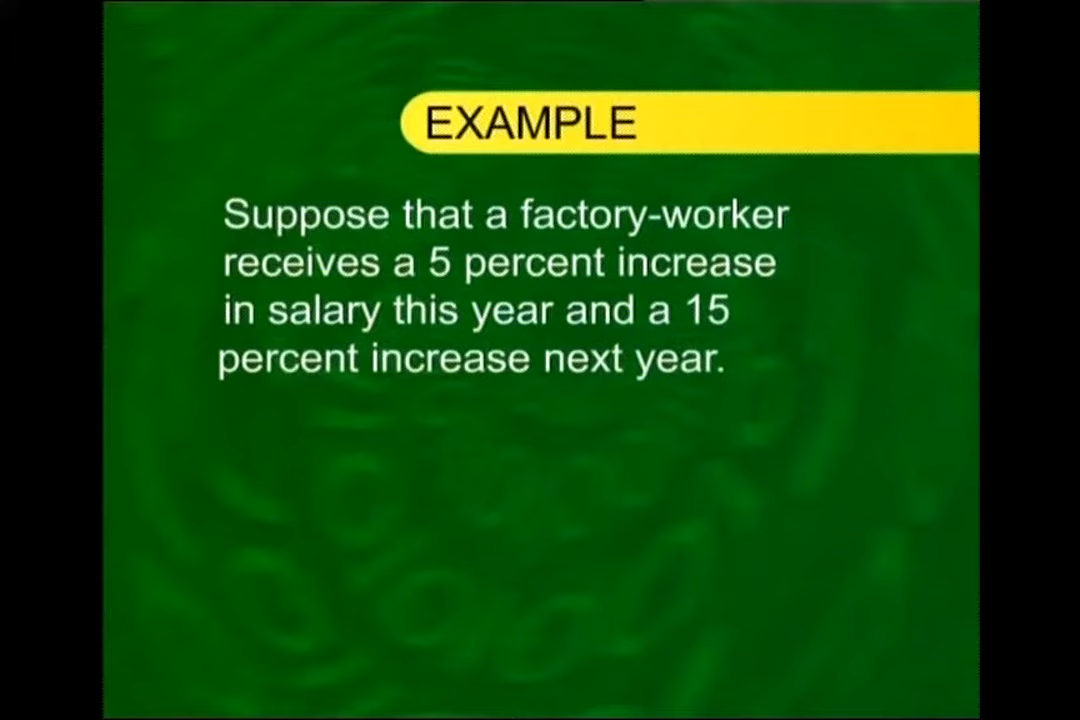 EXAMPLE
Suppose that a factory-worker
receives a 5 percent increase
in salary this year and a 15
percent increase next year.